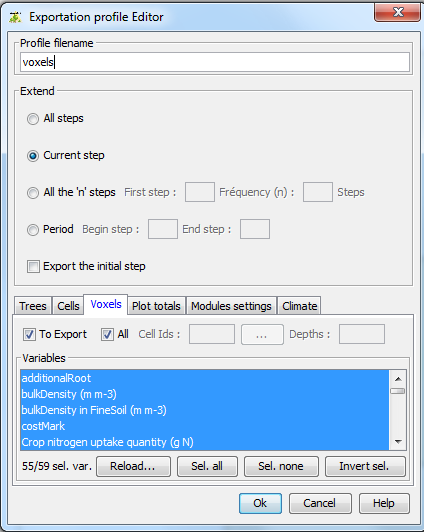 Exportation profile Editor
Profile filename
voxels
Extend
All steps
Current step
All the 'n' steps First step : Fréquency (n) : Steps
Period Begin step : End step :
Export the initial step
Trees Cells Voxels Plot totals Modules settings Climate
To Export All Cell Ids : ... Depths :
Variables
additionalRoot
bulkDensity (m m-3)
bulkDensity in FineSoil (m m-3)
costMark
Crop nitrogen uptake quantity (g N)
55/59 sel. var. Reload... Sel. all Sel. none Invert sel.
Ok Cancel Help